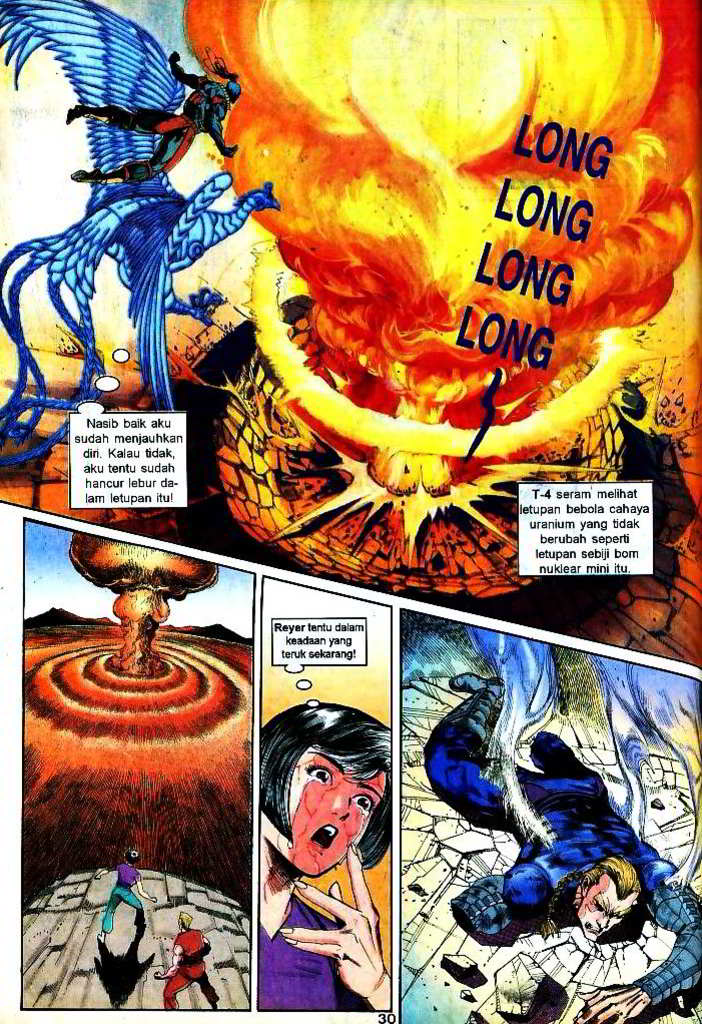 LONG
LONG
LONG
LONG
Nasib baik aku
sudah menjauhkan
diri. Kalau tidak,
aku tentu sudah
hancur lebur da-
lam letupan itu!
T-4 seram melihat
letupan bebola cahaya
uranium yang tidak
berubah seperti
letupan sebiji bom
nuklear mini itu.
Reyer tentu dalam
keadaan yang
teruk sekarang!
30